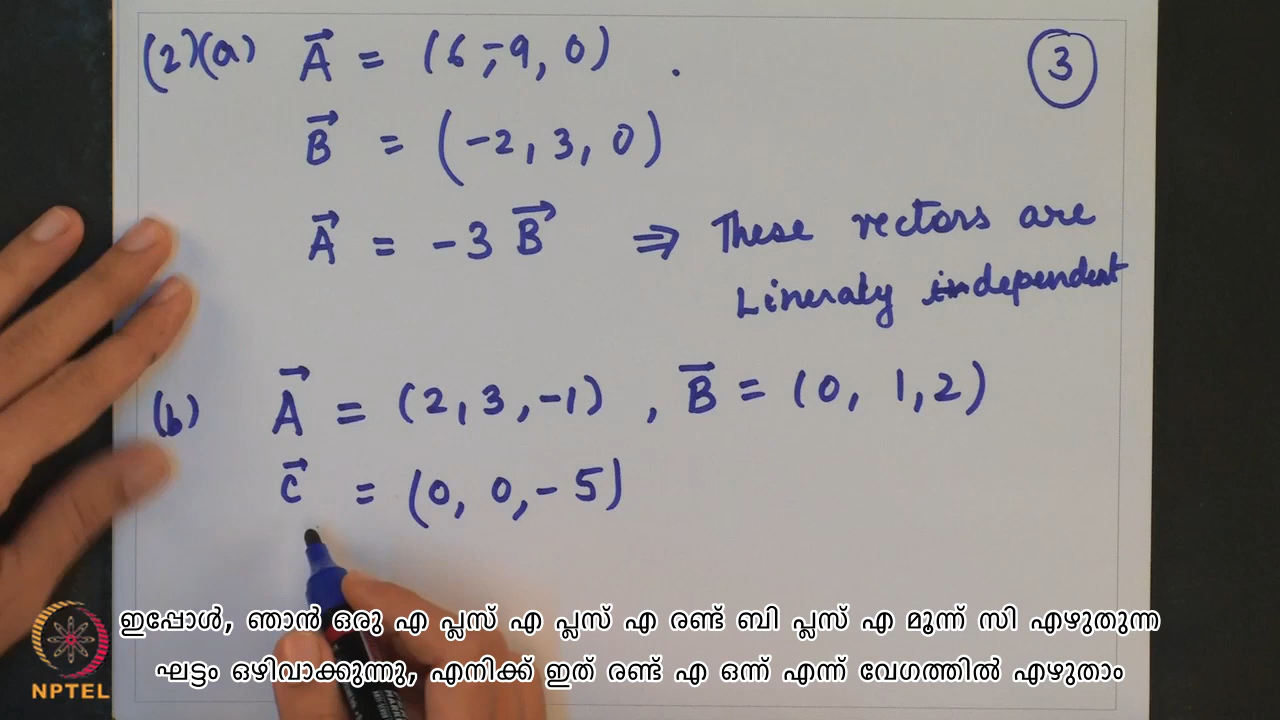 (2)(a) A⃗ = (6, -9, 0) .
3
B⃗ = (-2, 3, 0)
A⃗ = -3 B⃗ ⇒ These vectors are
Lineraly i̶n̶dependent
(b) A⃗ = (2, 3, -1) , B⃗ = (0, 1, 2)
C⃗ = (0, 0, -5)
ഇപ്പോൾ, ഞാൻ ഒരു എ പ്ലസ് എ പ്ലസ് എ രണ്ട് ബി പ്ലസ് എ മൂന്ന് സി എഴുതുന്ന
ഘട്ടം ഒഴിവാക്കുന്നു, എനിക്ക് ഇത് രണ്ട് എ ഒന്ന് എന്ന് വേഗത്തിൽ എഴുതാം
NPTEL